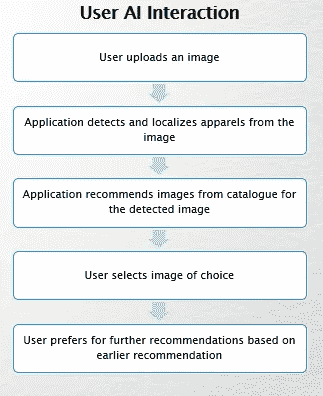 User AI Interaction
User uploads an image
Application detects and localizes apparels from the
image
Application recommends images from catalogue for
the detected image
User selects image of choice
User prefers for further recommendations based on
earlier recommendation